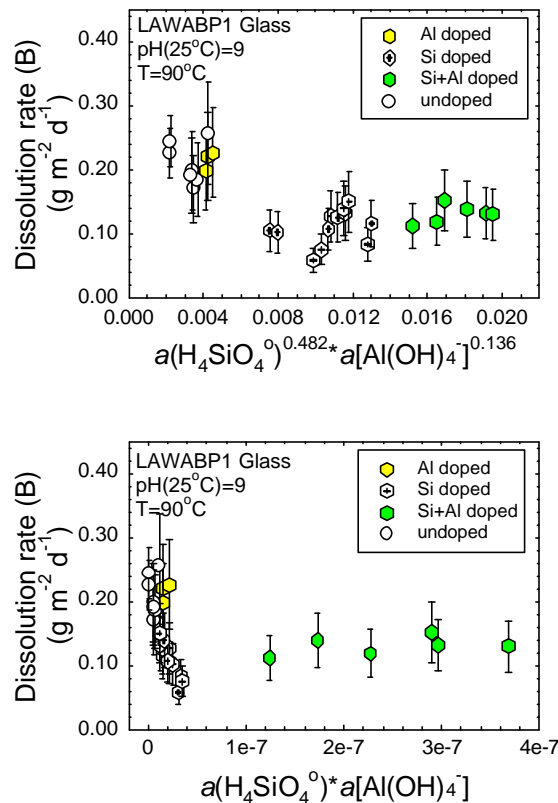 LAWABP1 Glass
pH(25°C)=9
T=90°C
Al doped
Si doped
Si+Al doped
undoped
Dissolution rate (B)
(g m⁻² d⁻¹)
0.40
0.30
0.20
0.10
0.00
0.000 0.004 0.008 0.012 0.016 0.020
a(H₄SiO₄°)^0.482*a[Al(OH)₄⁻]^0.136
LAWABP1 Glass
pH(25°C)=9
T=90°C
Al doped
Si doped
Si+Al doped
undoped
Dissolution rate (B)
(g m⁻² d⁻¹)
0.40
0.30
0.20
0.10
0.00
0 1e-7 2e-7 3e-7 4e-7
a(H₄SiO₄°)*a[Al(OH)₄⁻]